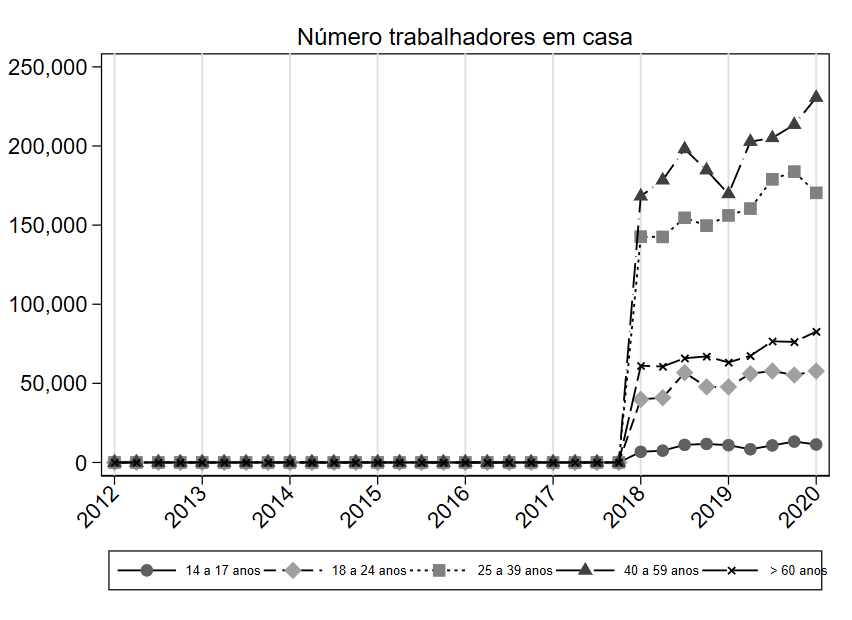 Número trabalhadores em casa
250,000
200,000
150,000
100,000
50,000
0
2012 2013 2014 2015 2016 2017 2018 2019 2020
14 a 17 anos 18 a 24 anos 25 a 39 anos 40 a 59 anos > 60 anos